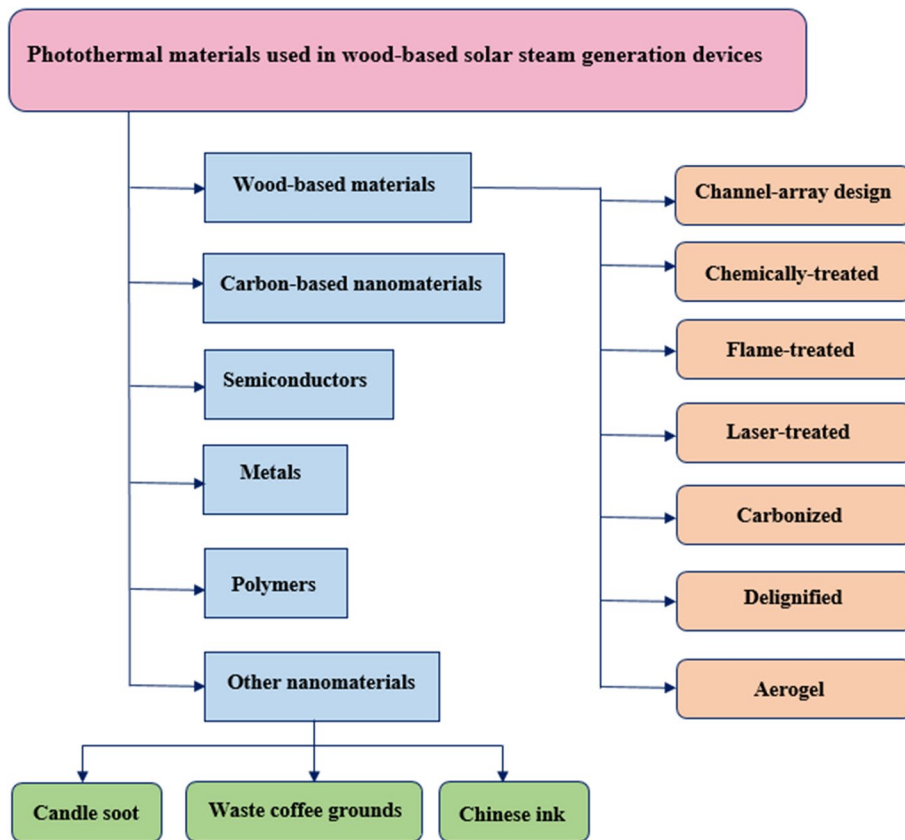 Photothermal materials used in wood-based solar steam generation devices
Wood-based materials
Carbon-based nanomaterials
Semiconductors
Metals
Polymers
Other nanomaterials
Channel-array design
Chemically-treated
Flame-treated
Laser-treated
Carbonized
Delignified
Aerogel
Candle soot
Waste coffee grounds
Chinese ink